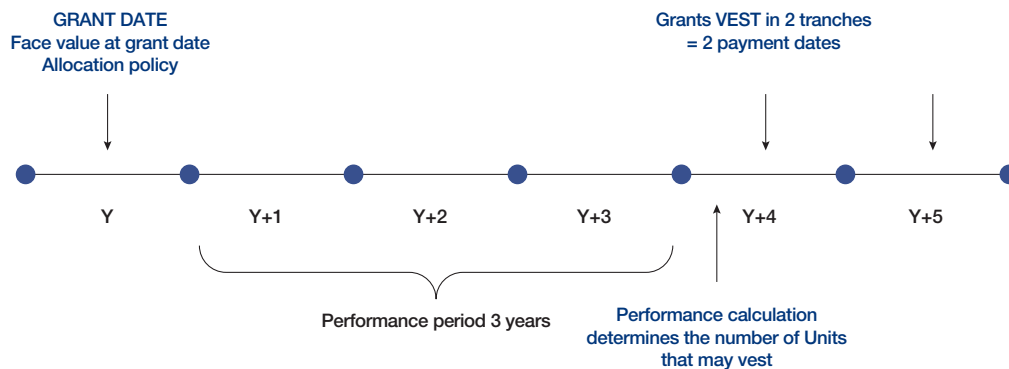 GRANT DATE
Face value at grant date
Allocation policy
Grants VEST in 2 tranches
= 2 payment dates
Y
Y+1
Y+2
Y+3
Y+4
Y+5
Performance period 3 years
Performance calculation
determines the number of Units
that may vest